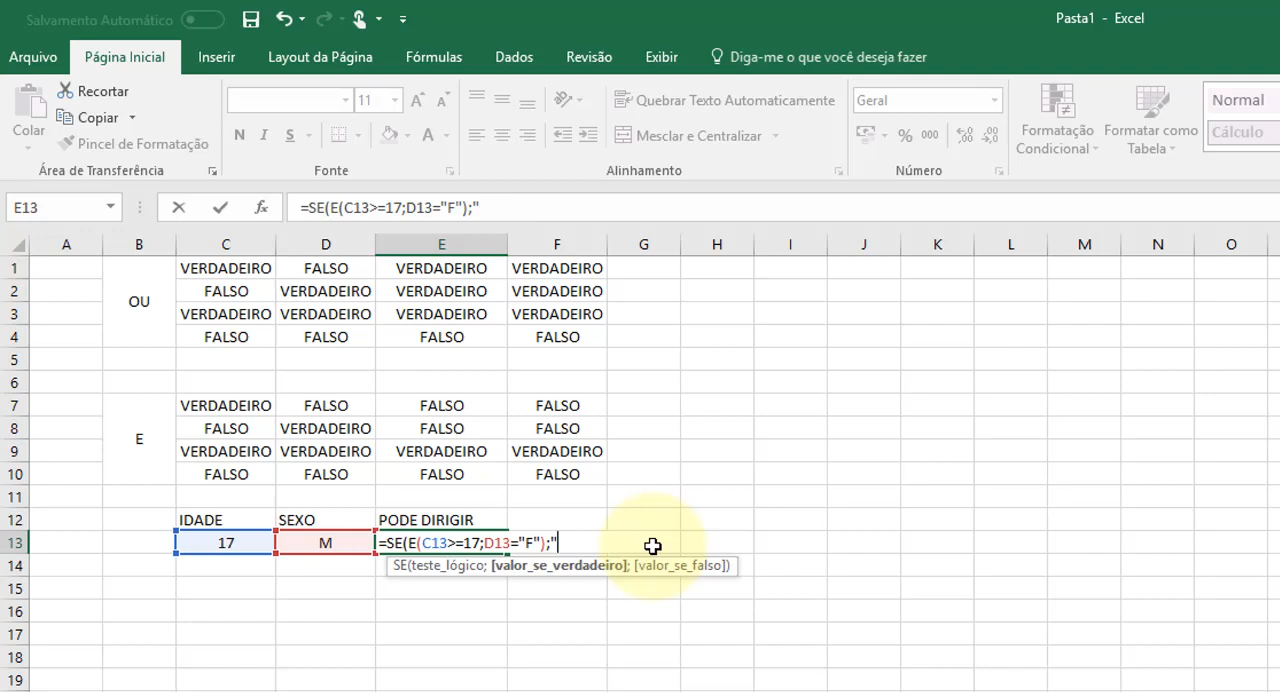 Salvamento Automático
Pasta1 - Excel
Arquivo Página Inicial Inserir Layout da Página Fórmulas Dados Revisão Exibir Diga-me o que você deseja fazer
Colar
Recortar
Copiar
Pincel de Formatação
Área de Transferência
11 A A
N I S A
Fonte
Quebrar Texto Automaticamente
Mesclar e Centralizar
Alinhamento
Geral
% 000
Número
Formatação Condicional
Formatar como Tabela
Normal
Cálculo
E13 fx =SE(E(C13>=17;D13="F");"
A B C D E F G H I J K L M N O
1 VERDADEIRO FALSO VERDADEIRO VERDADEIRO
2 FALSO VERDADEIRO VERDADEIRO VERDADEIRO
OU
3 VERDADEIRO VERDADEIRO VERDADEIRO VERDADEIRO
4 FALSO FALSO FALSO FALSO
5
6
7 VERDADEIRO FALSO FALSO FALSO
8 FALSO VERDADEIRO FALSO FALSO
E
9 VERDADEIRO VERDADEIRO VERDADEIRO VERDADEIRO
10 FALSO FALSO FALSO FALSO
11
12 IDADE SEXO PODE DIRIGIR
13 17 M =SE(E(C13>=17;D13="F");"
14 SE(teste_lógico; [valor_se_verdadeiro]; [valor_se_falso])
15
16
17
18
19